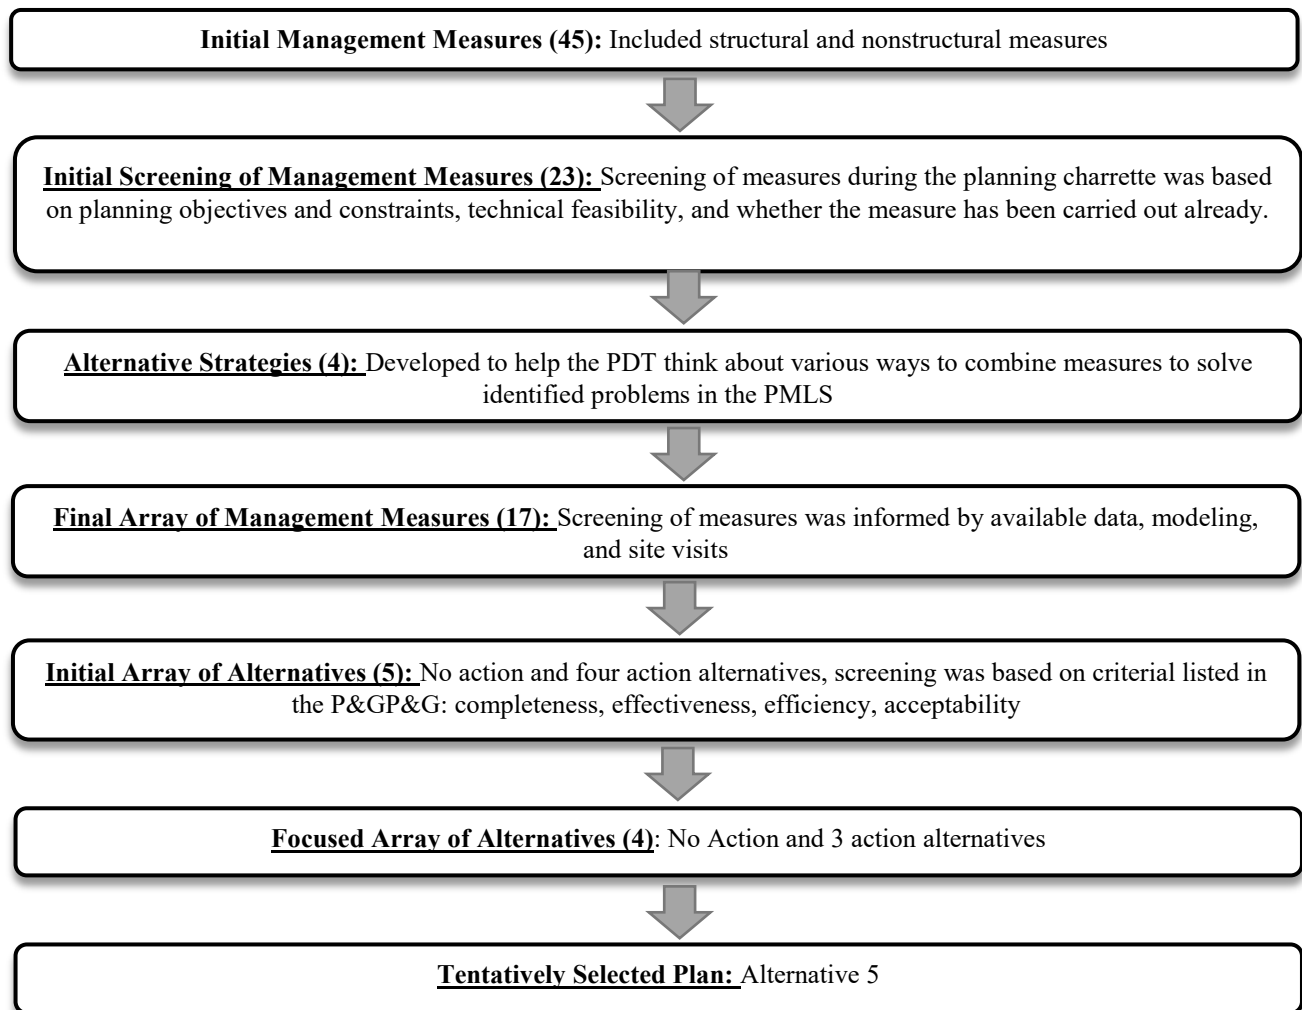 Initial Management Measures (45): Included structural and nonstructural measures
Initial Screening of Management Measures (23): Screening of measures during the planning charrette was based
on planning objectives and constraints, technical feasibility, and whether the measure has been carried out already.
Alternative Strategies (4): Developed to help the PDT think about various ways to combine measures to solve
identified problems in the PMLS
Final Array of Management Measures (17): Screening of measures was informed by available data, modeling,
and site visits
Initial Array of Alternatives (5): No action and four action alternatives, screening was based on criterial listed in
the P&GP&G: completeness, effectiveness, efficiency, acceptability
Focused Array of Alternatives (4): No Action and 3 action alternatives
Tentatively Selected Plan: Alternative 5